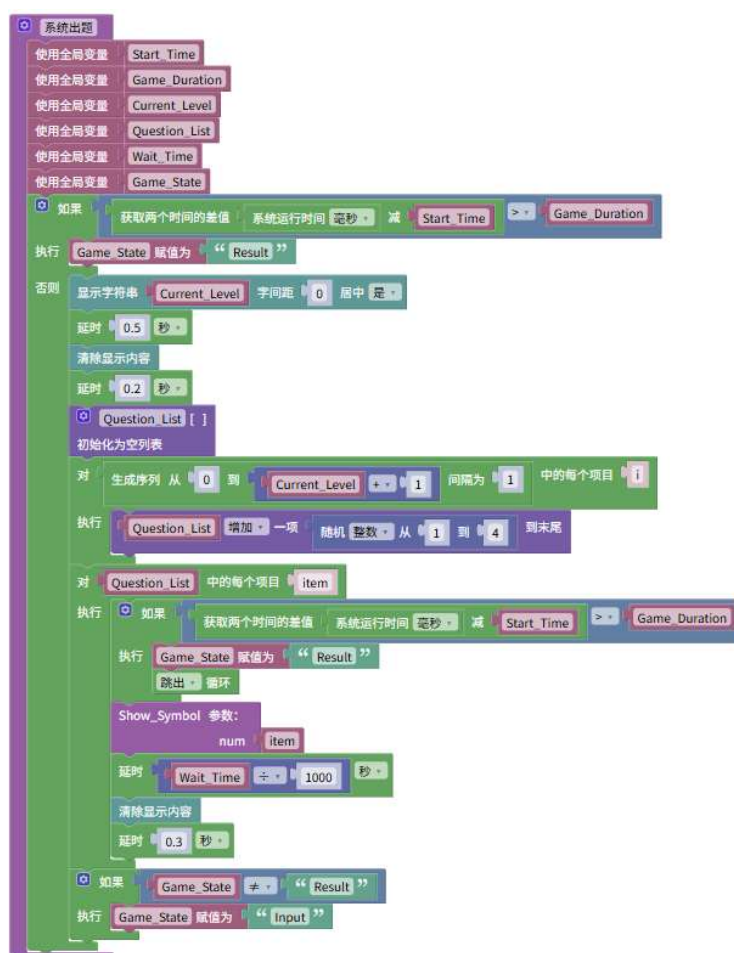 系统出题
使用全局变量 Start_Time
使用全局变量 Game_Duration
使用全局变量 Current_Level
使用全局变量 Question_List
使用全局变量 Wait_Time
使用全局变量 Game_State
如果 获取两个时间的差值 系统运行时间 毫秒 减 Start_Time > Game_Duration
执行 Game_State 赋值为 “ Result ”
否则 显示字符串 Current_Level 字间距 0 居中 是
延时 0.5 秒
清除显示内容
延时 0.2 秒
Question_List [ ]
初始化为空列表
对 生成序列 从 0 到 Current_Level + 1 间隔为 1 中的每个项目 i
执行 Question_List 增加 一项 随机 整数 从 1 到 4 到末尾
对 Question_List 中的每个项目 item
执行 如果 获取两个时间的差值 系统运行时间 毫秒 减 Start_Time > Game_Duration
执行 Game_State 赋值为 “ Result ”
跳出 循环
Show_Symbol 参数:
num item
延时 Wait_Time ÷ 1000 秒
清除显示内容
延时 0.3 秒
如果 Game_State ≠ “ Result ”
执行 Game_State 赋值为 “ Input ”